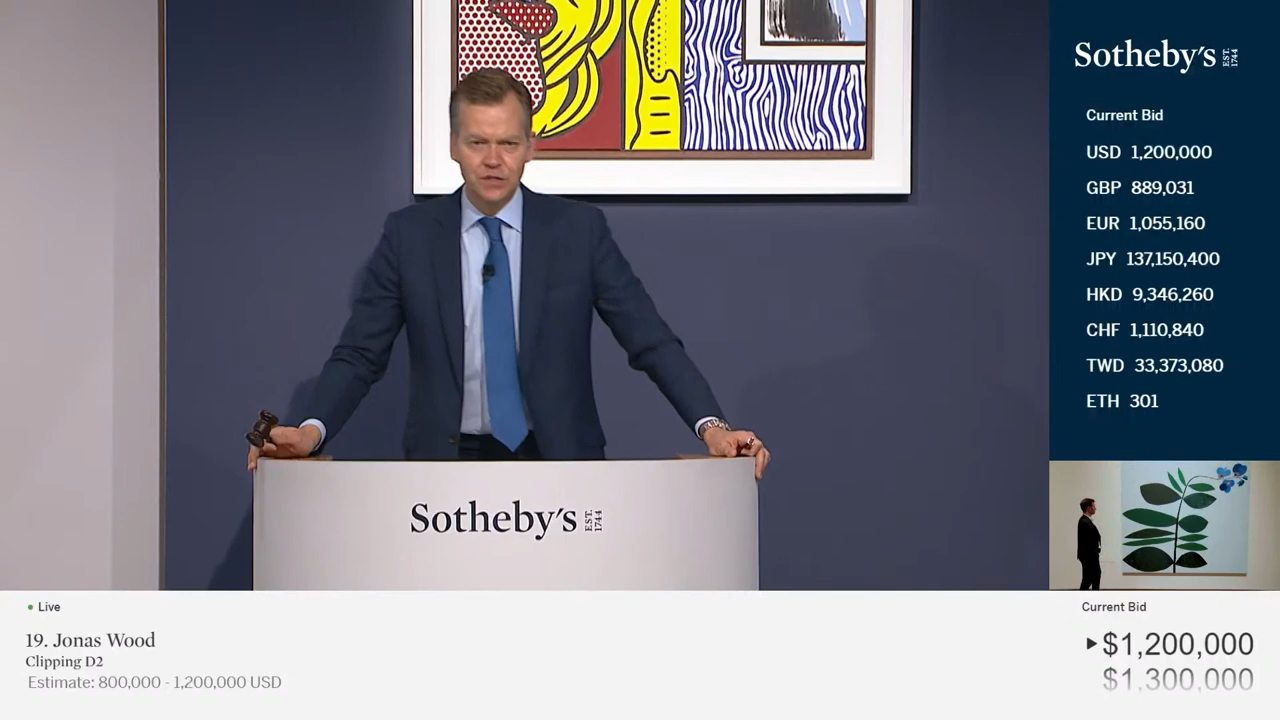 Sotheby's EST. 1744
Current Bid
USD 1,200,000
GBP 889,031
EUR 1,055,160
JPY 137,150,400
HKD 9,346,260
CHF 1,110,840
TWD 33,373,080
ETH 301
Sotheby's EST. 1744
Live
19. Jonas Wood
Clipping D2
Estimate: 800,000 - 1,200,000 USD
Current Bid
$1,200,000
$1,300,000